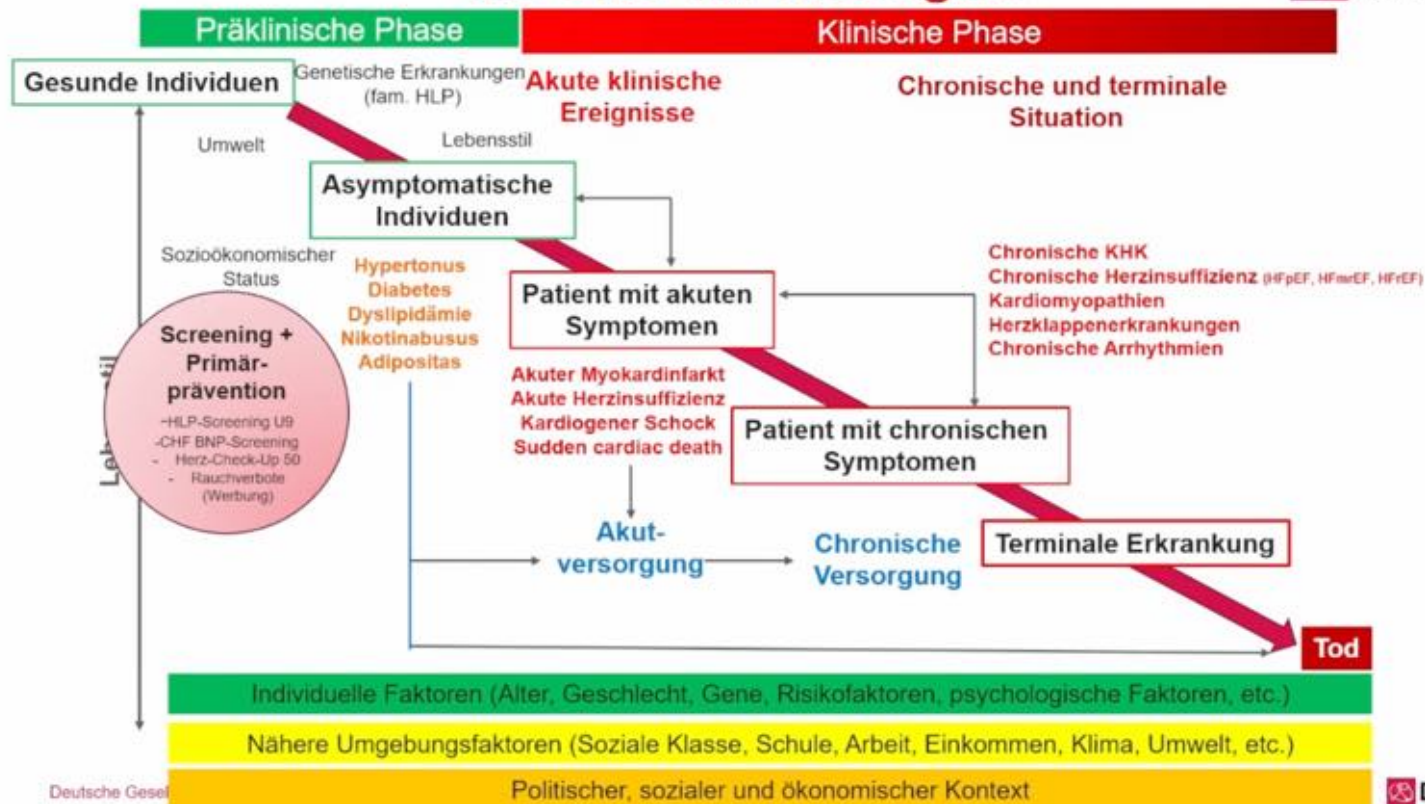 Präklinische Phase
Klinische Phase
Gesunde Individuen
Genetische Erkrankungen
(fam. HLP)
Akute klinische
Ereignisse
Chronische und terminale
Situation
Umwelt
Lebensstil
Asymptomatische
Individuen
Sozioökonomischer
Status
Hypertonus
Diabetes
Dyslipidämie
Nikotinabusus
Adipositas
Patient mit akuten
Symptomen
Chronische KHK
Chronische Herzinsuffizienz (HFpEF, HFmrEF, HFrEF)
Kardiomyopathien
Herzklappenerkrankungen
Chronische Arrhythmien
Screening +
Primär-
prävention
-HLP-Screening U9
-CHF BNP-Screening
- Herz-Check-Up 50
- Rauchverbote
(Werbung)
Akuter Myokardinfarkt
Akute Herzinsuffizienz
Kardiogener Schock
Sudden cardiac death
Patient mit chronischen
Symptomen
Akut-
versorgung
Chronische
Versorgung
Terminale Erkrankung
Tod
Individuelle Faktoren (Alter, Geschlecht, Gene, Risikofaktoren, psychologische Faktoren, etc.)
Nähere Umgebungsfaktoren (Soziale Klasse, Schule, Arbeit, Einkommen, Klima, Umwelt, etc.)
Politischer, sozialer und ökonomischer Kontext
Deutsche Gesel